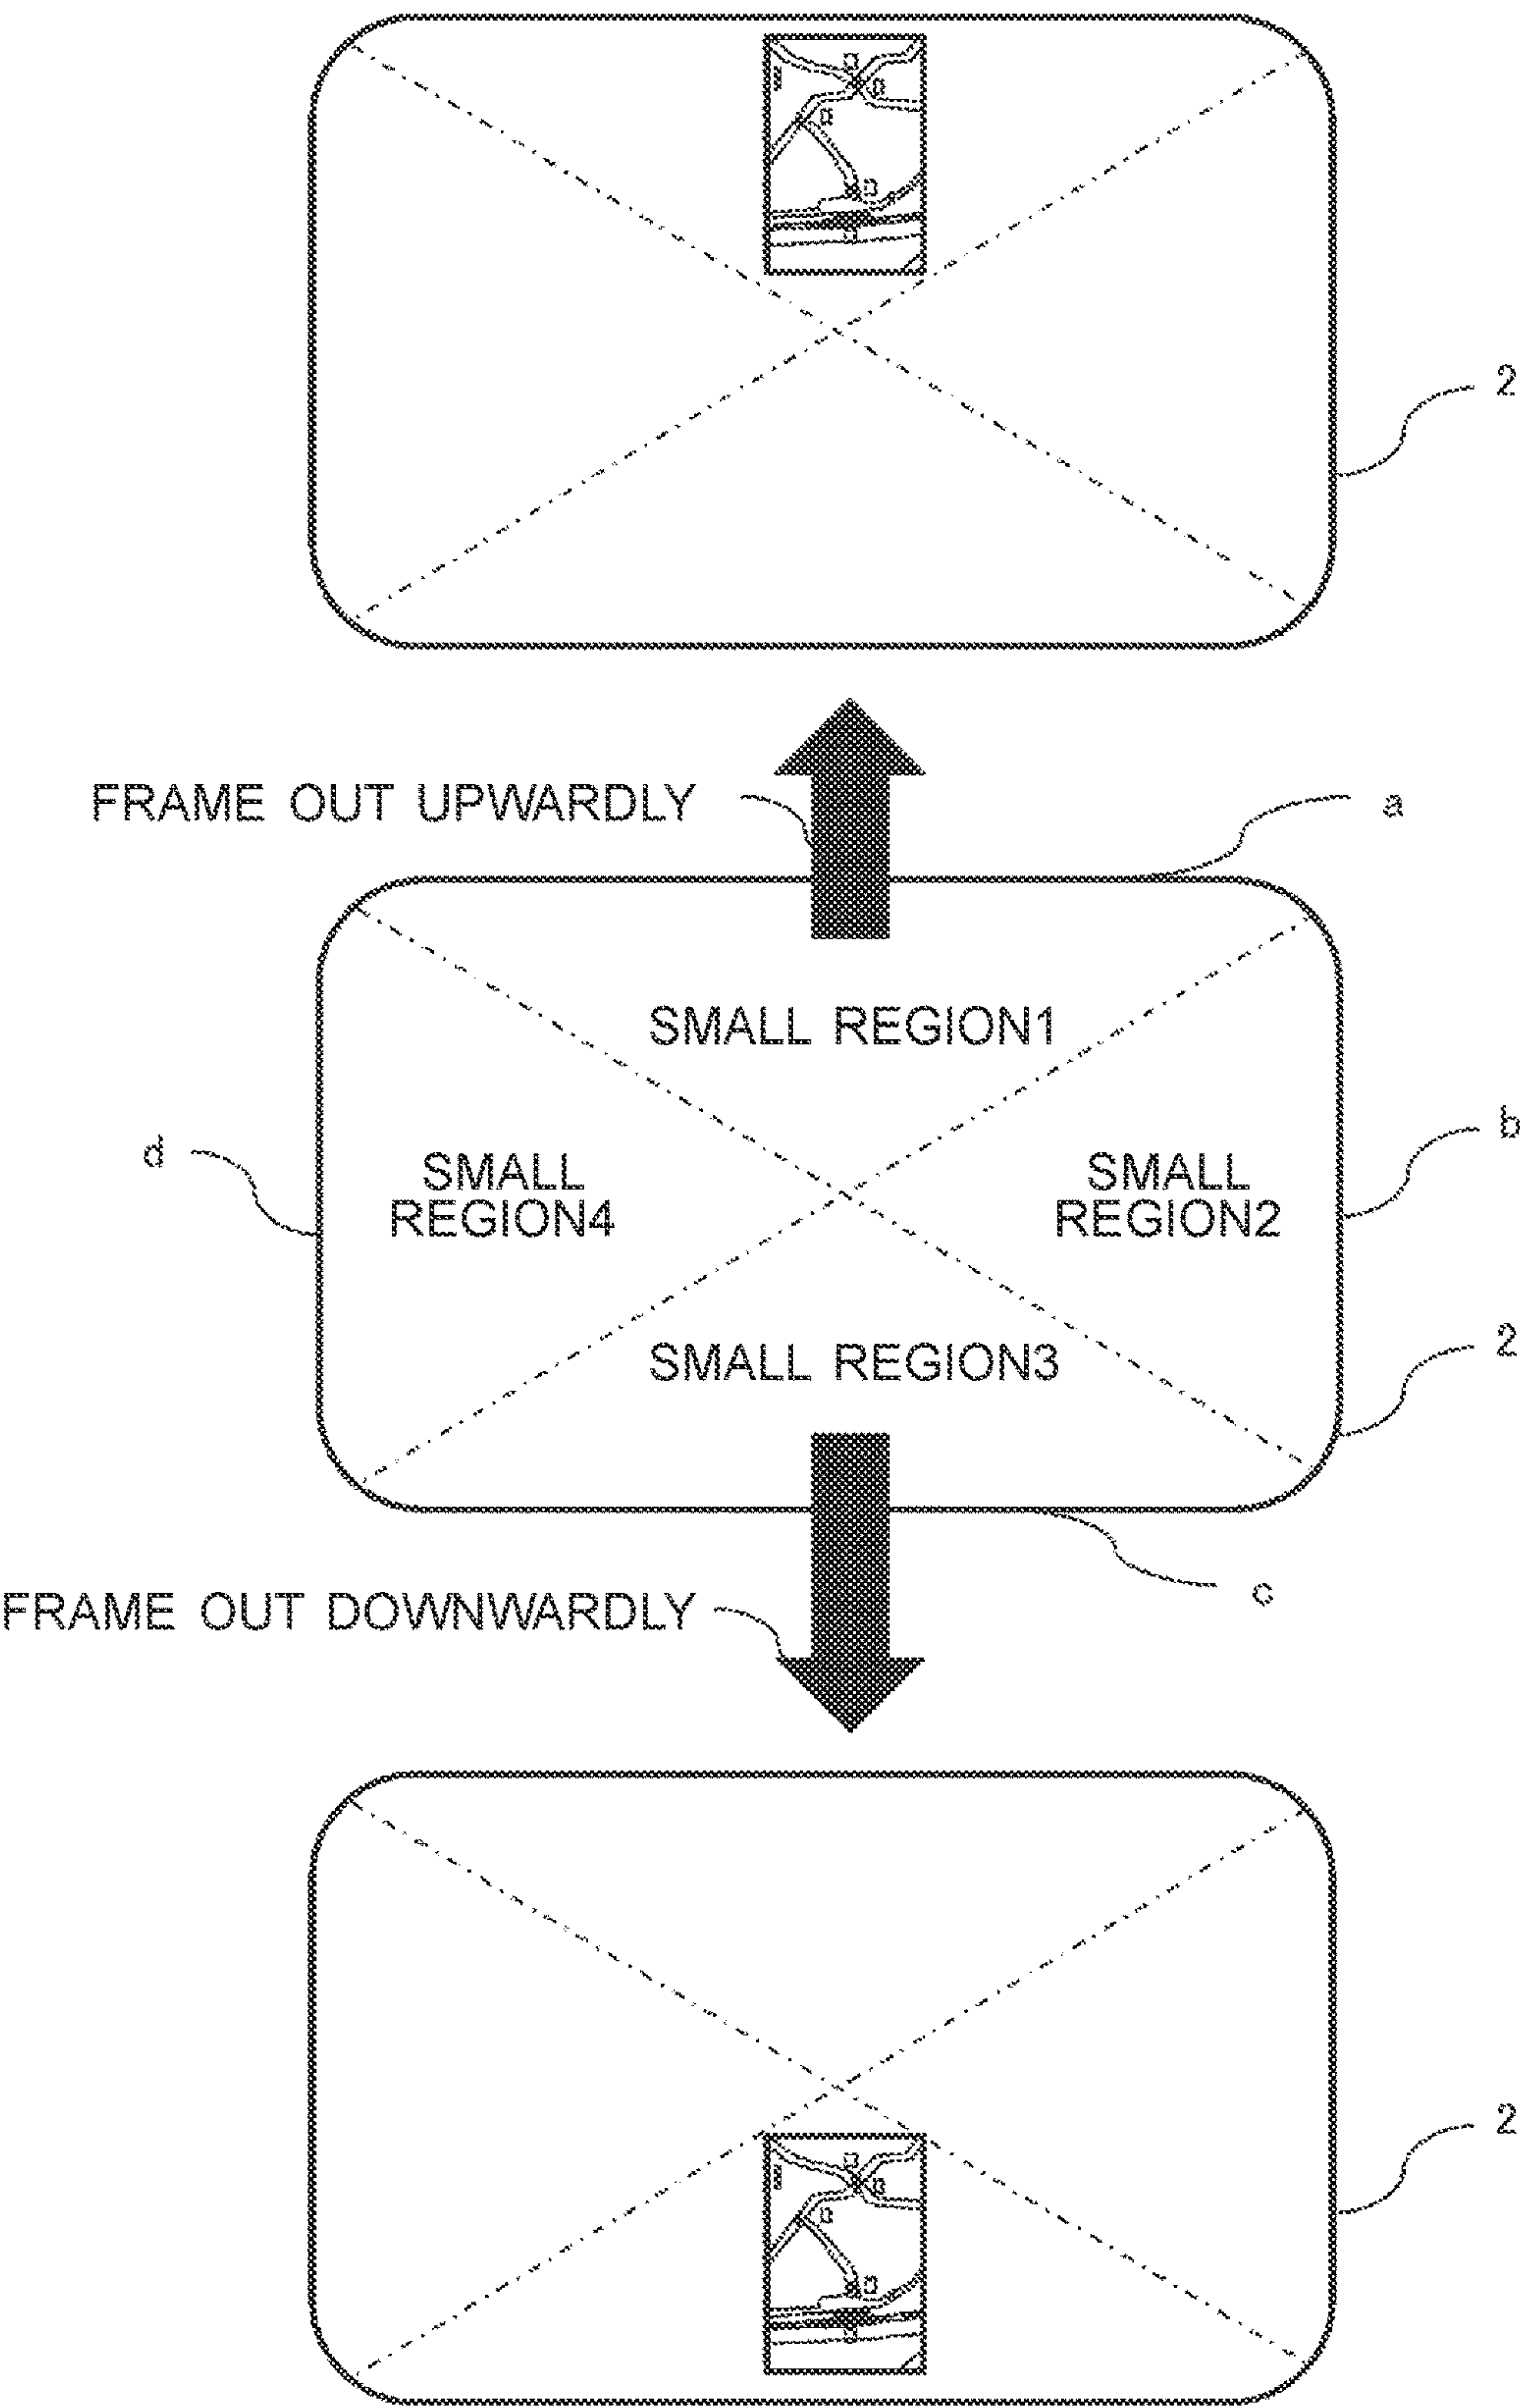 2
FRAME OUT UPWARDLY
a
SMALL REGION1
b
d
SMALL
REGION4
SMALL
REGION2
2
SMALL REGION3
c
FRAME OUT DOWNWARDLY
2